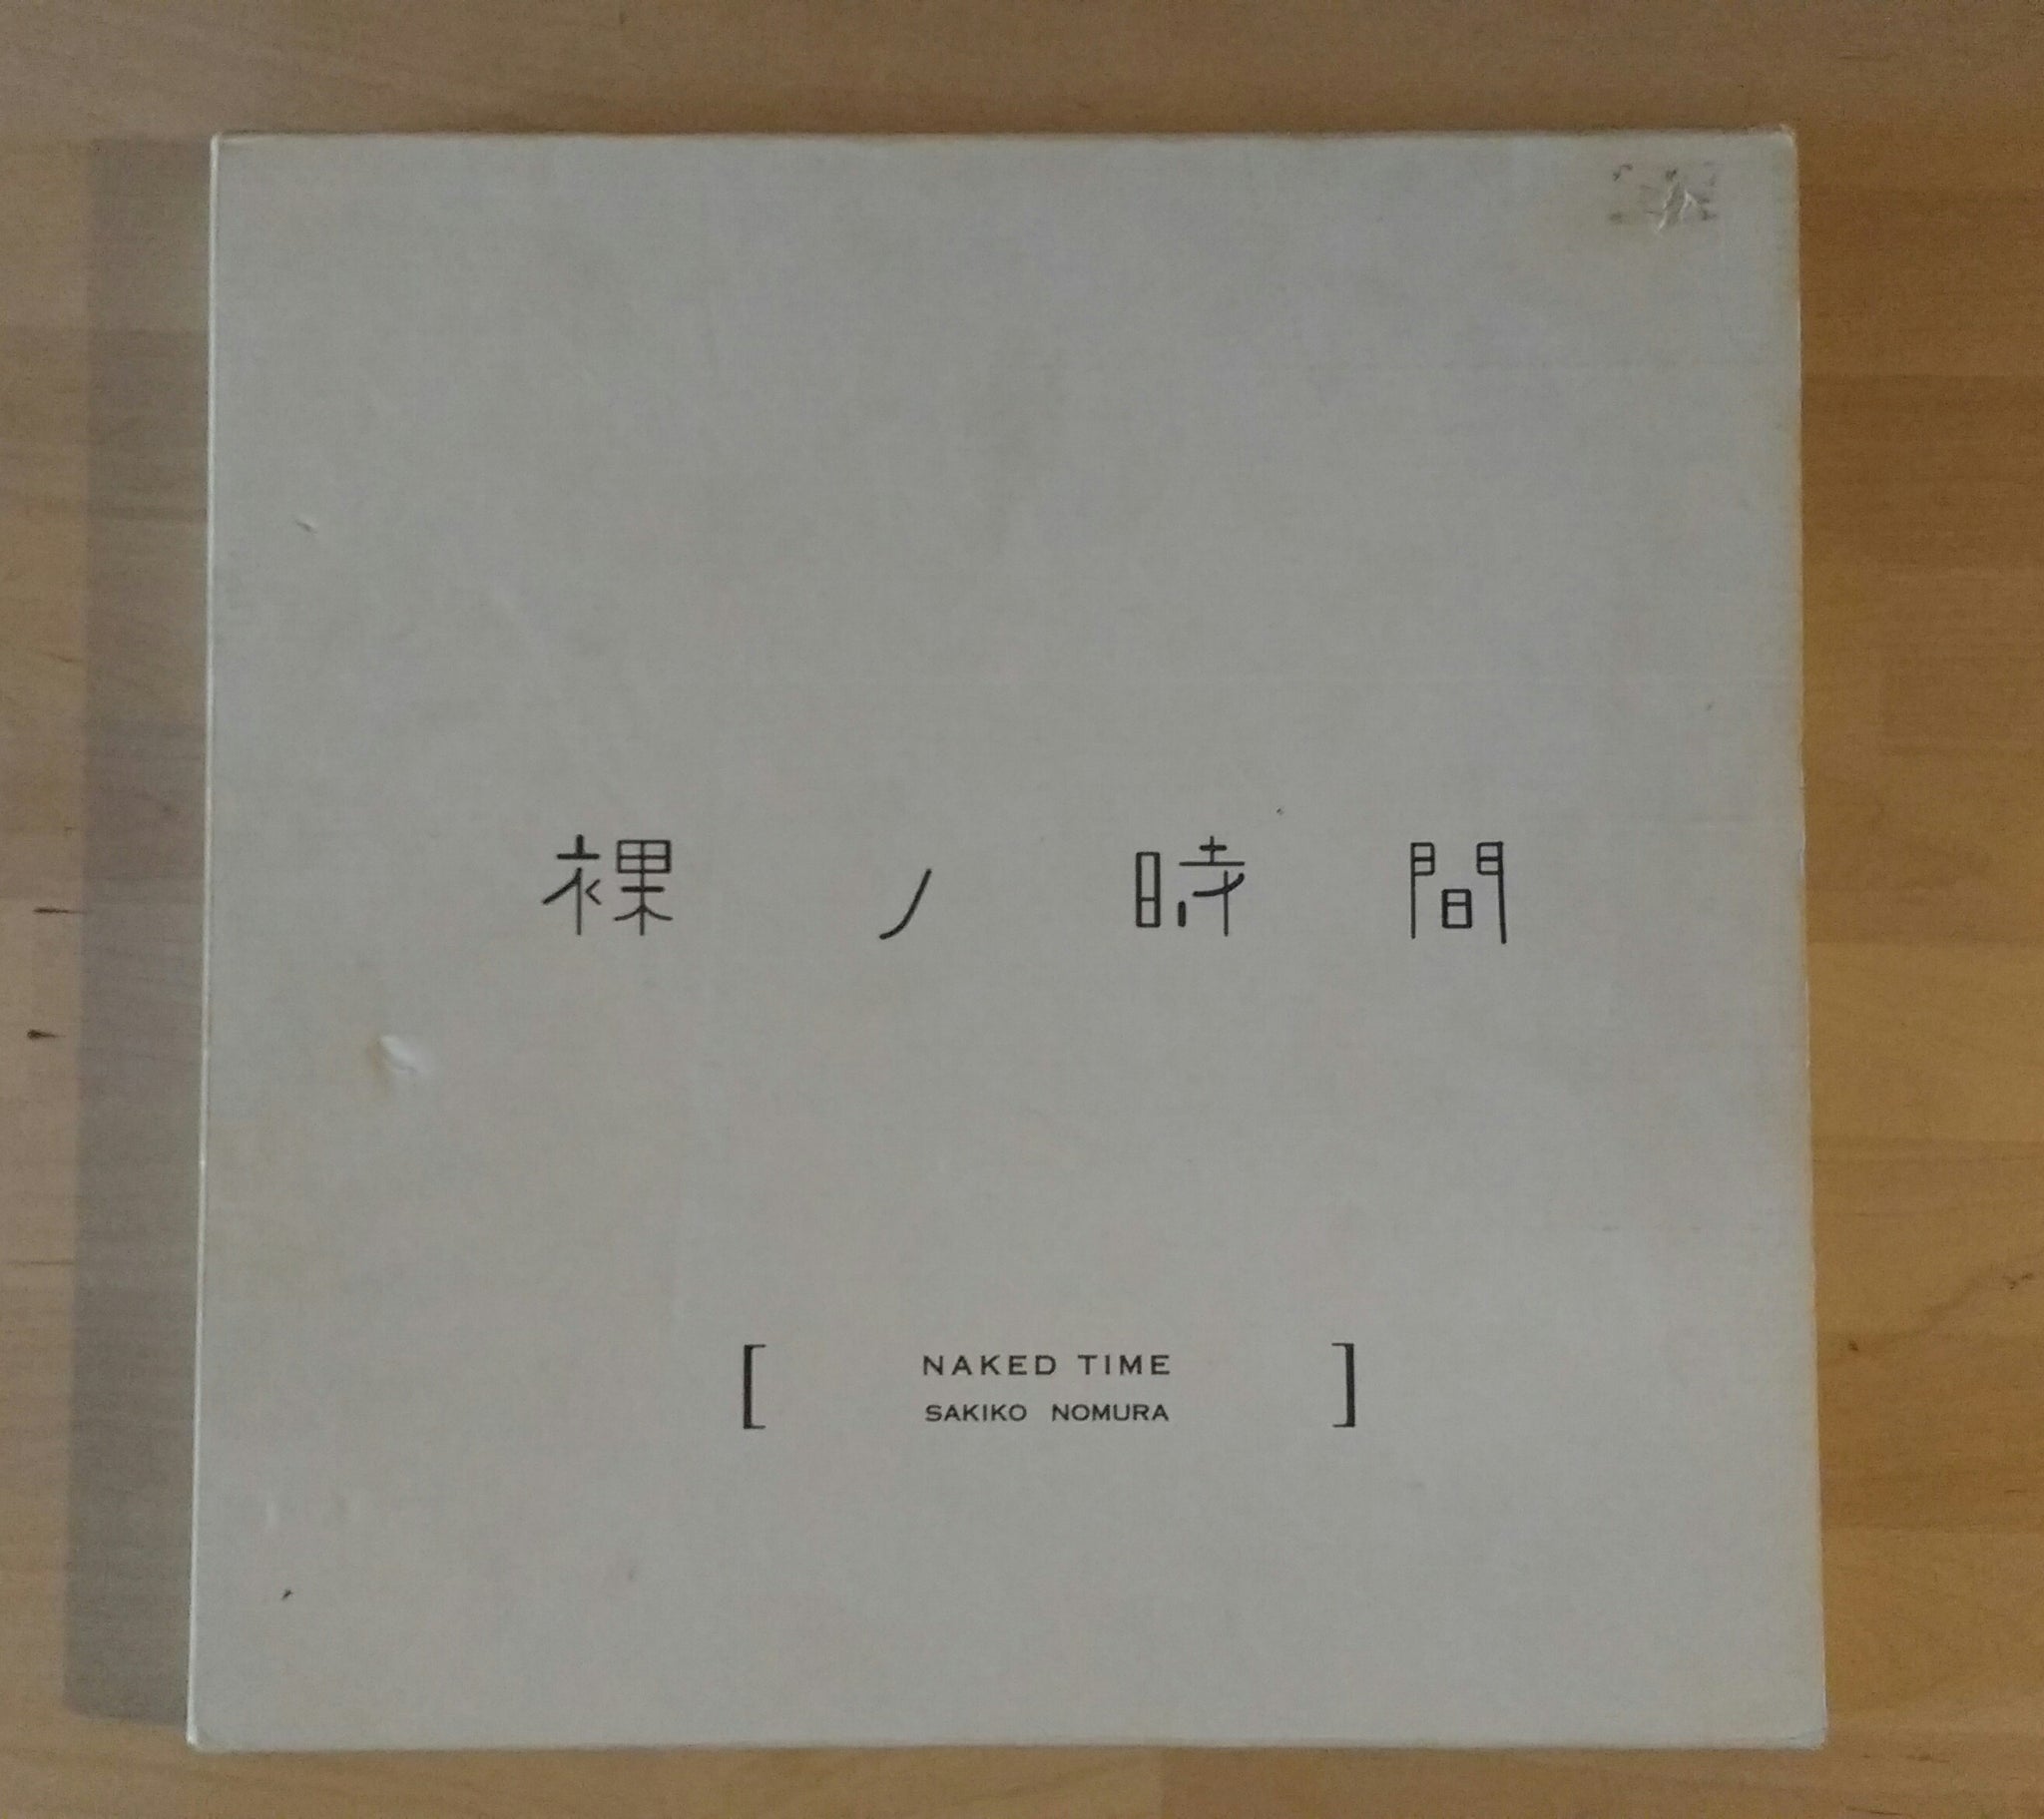 裸ノ時間
[ NAKED TIME
SAKIKO NOMURA ]